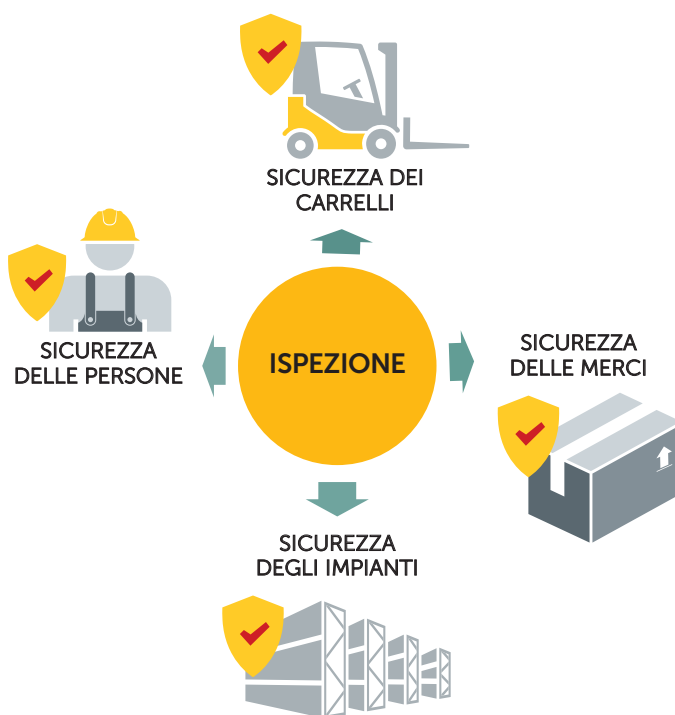 SICUREZZA DEI
CARRELLI
SICUREZZA
DELLE PERSONE
ISPEZIONE
SICUREZZA
DELLE MERCI
SICUREZZA
DEGLI IMPIANTI